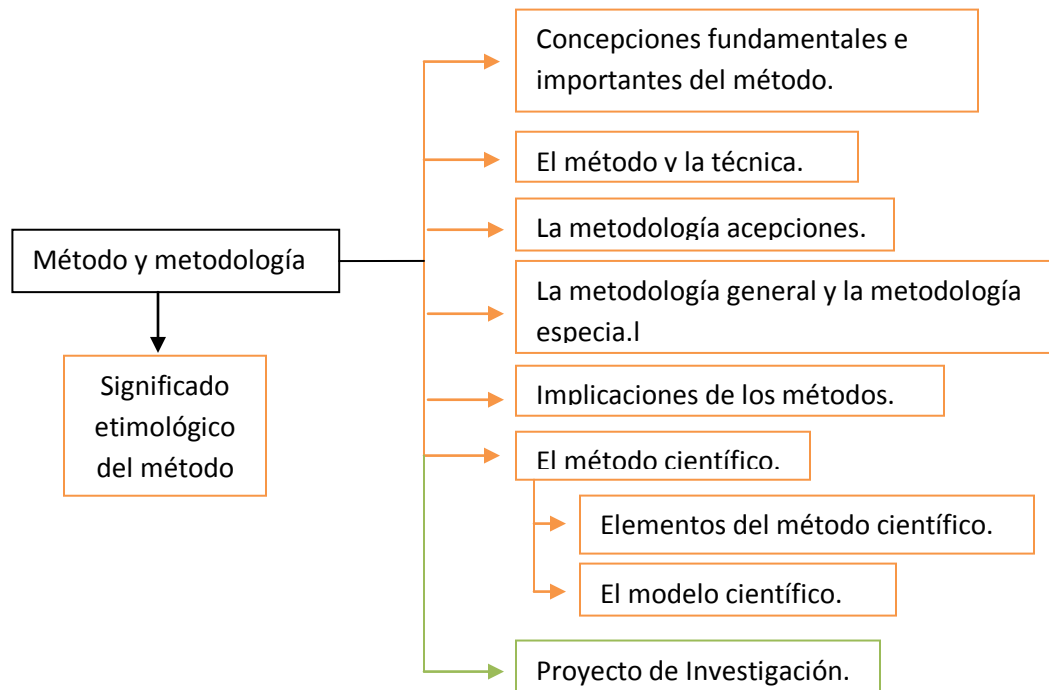 Concepciones fundamentales e
importantes del método.
El método y la técnica.
La metodología acepciones.
Método y metodología
La metodología general y la metodología
especia.l
Significado
etimológico
del método
Implicaciones de los métodos.
El método científico.
Elementos del método científico.
El modelo científico.
Proyecto de Investigación.